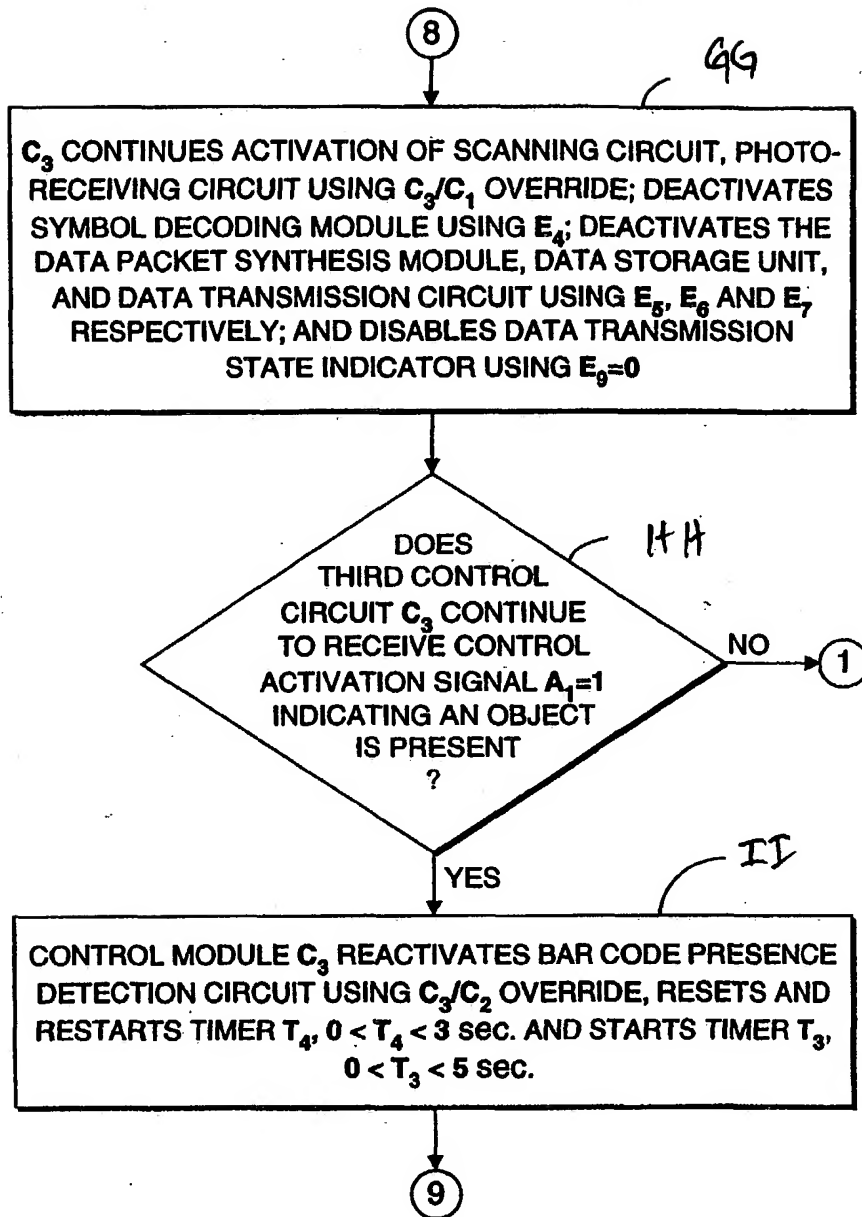 8
GG
C3 CONTINUES ACTIVATION OF SCANNING CIRCUIT, PHOTO-
RECEIVING CIRCUIT USING C3/C1 OVERRIDE; DEACTIVATES
SYMBOL DECODING MODULE USING E4; DEACTIVATES THE
DATA PACKET SYNTHESIS MODULE, DATA STORAGE UNIT,
AND DATA TRANSMISSION CIRCUIT USING E5, E6 AND E7
RESPECTIVELY; AND DISABLES DATA TRANSMISSION
STATE INDICATOR USING E9=0
HH
DOES
THIRD CONTROL
CIRCUIT C3 CONTINUE
TO RECEIVE CONTROL
ACTIVATION SIGNAL A1=1
INDICATING AN OBJECT
IS PRESENT
?
NO
1
YES
II
CONTROL MODULE C3 REACTIVATES BAR CODE PRESENCE
DETECTION CIRCUIT USING C3/C2 OVERRIDE, RESETS AND
RESTARTS TIMER T4, 0 < T4 < 3 sec. AND STARTS TIMER T3,
0 < T3 < 5 sec.
9